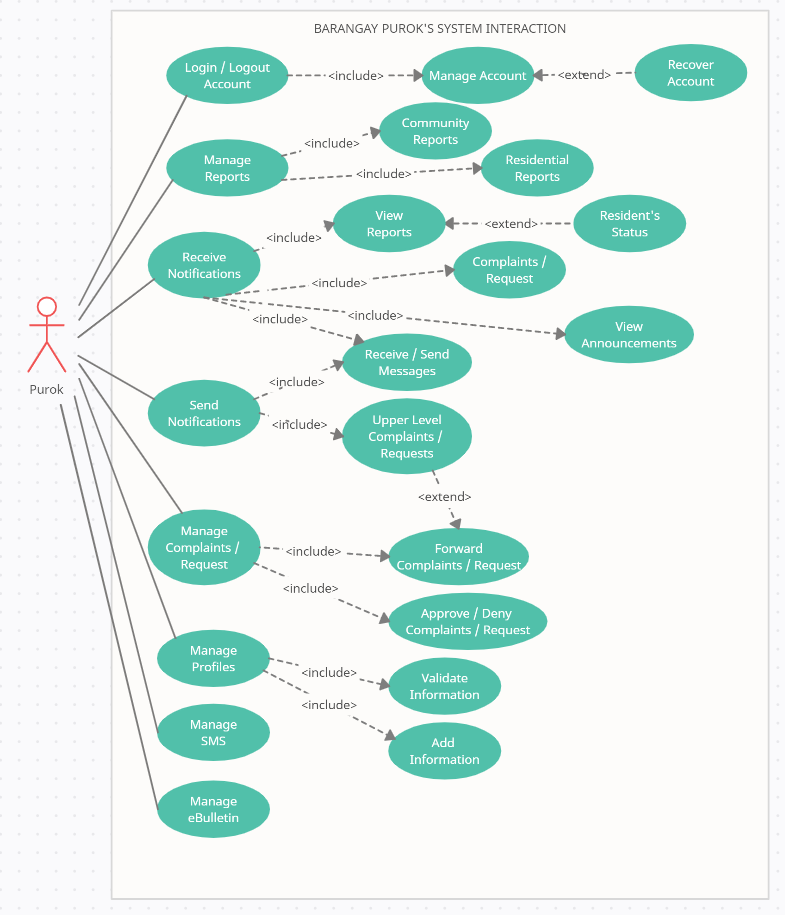 BARANGAY PUROK'S SYSTEM INTERACTION
Login / Logout
Account
<include>
Manage Account
<extend>
Recover
Account
Manage
Reports
<include>
Community
Reports
<include>
Residential
Reports
Receive
Notifications
<include>
View
Reports
<extend>
Resident's
Status
<include>
Complaints /
Request
<include>
View
Announcements
<include>
Receive / Send
Messages
Purok
Send
Notifications
<include>
<include>
Upper Level
Complaints /
Requests
<extend>
Manage
Complaints /
Request
<include>
Forward
Complaints / Request
<include>
Approve / Deny
Complaints / Request
Manage
Profiles
<include>
Validate
Information
<include>
Add
Information
Manage
SMS
Manage
eBulletin